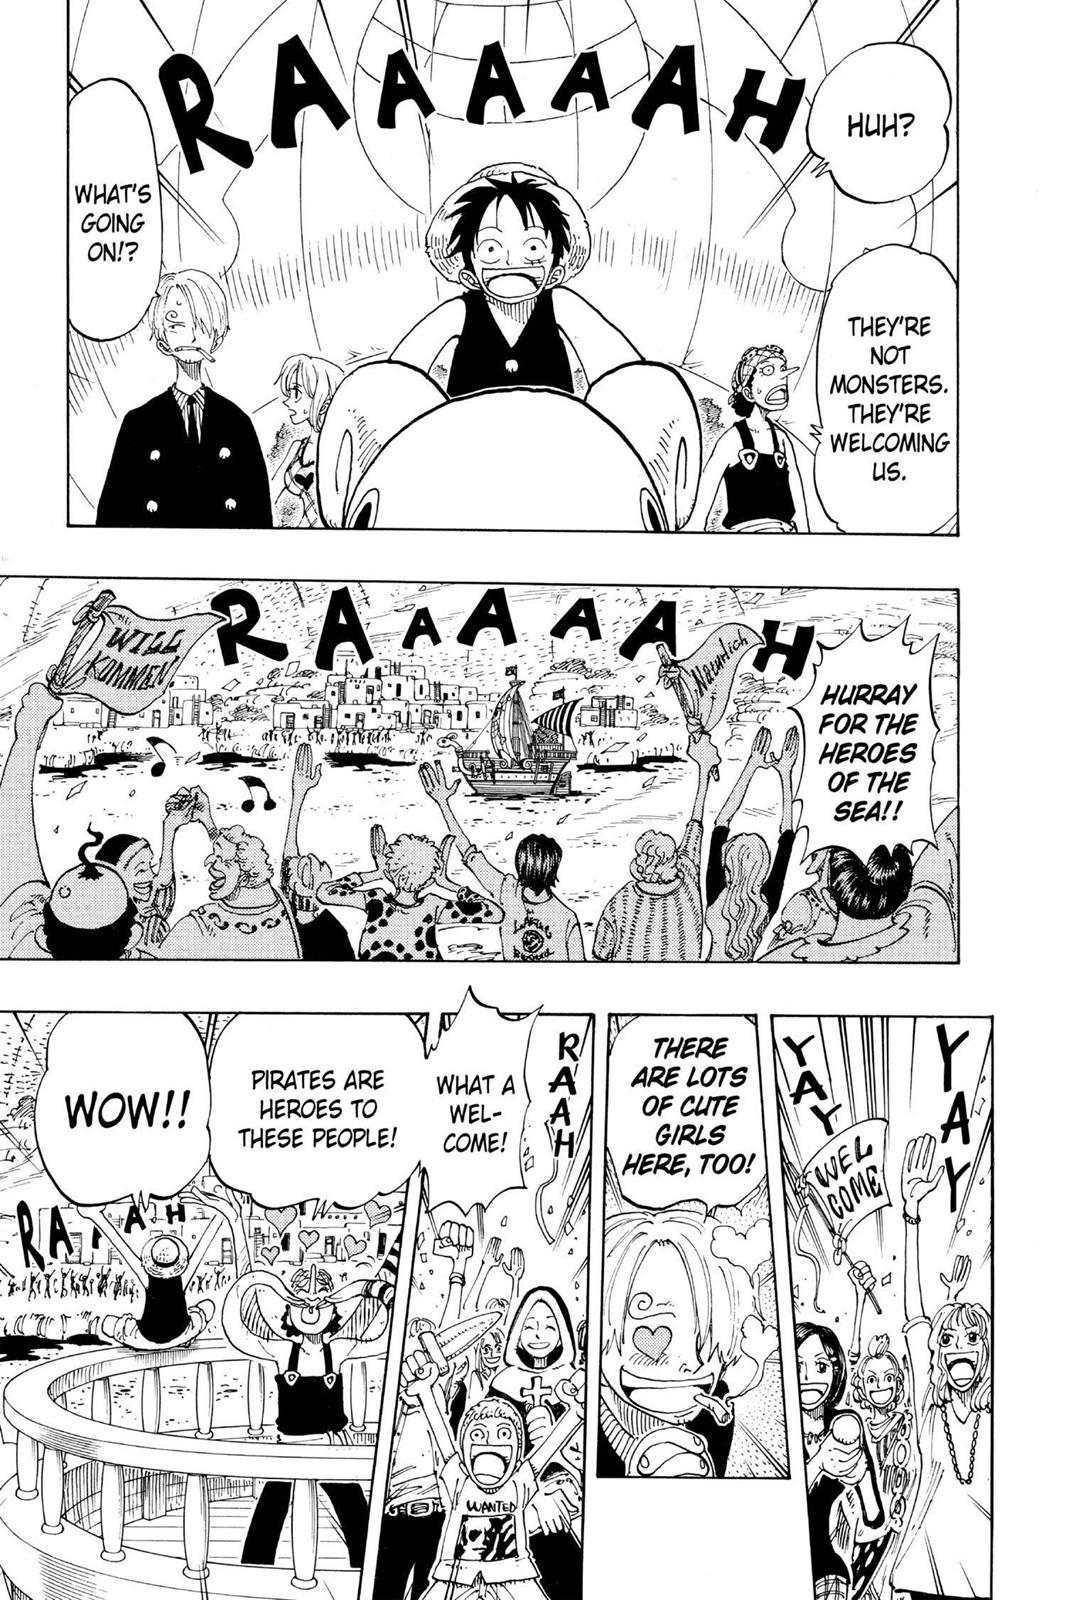 RAAAAAH
HUH?
THEY'RE
NOT
MONSTERS.
THEY'RE
WELCOMING
US.
WHAT'S
GOING
ON!?
RAAAAAH
HURRAY
FOR THE
HEROES
OF THE
SEA!!
Natürlich
WILL
KOMMEN!
YAY
YAY
WEL
COME
THERE
ARE LOTS
OF CUTE
GIRLS
HERE, TOO!
RAAH
WHAT A
WEL-
COME!
WANTED
PIRATES ARE
HEROES TO
THESE PEOPLE!
WOW!!
RAAAH